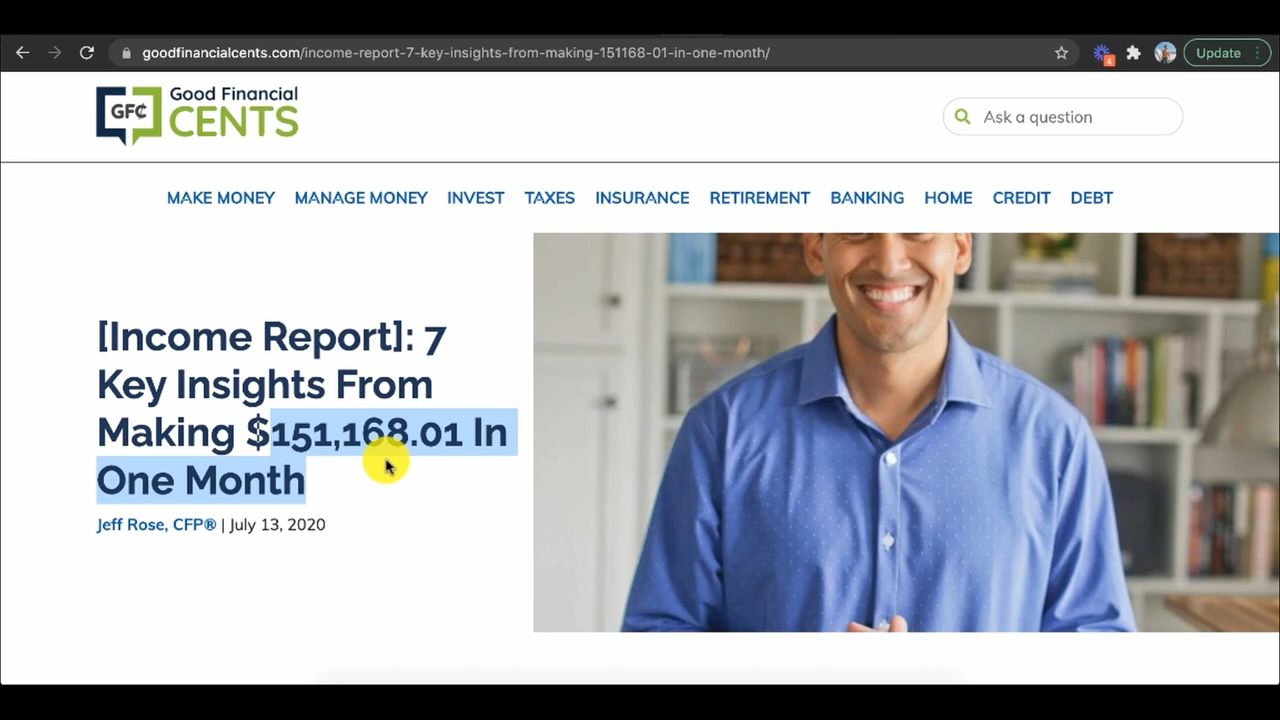 goodfinancialcents.com/income-report-7-key-insights-from-making-151168-01-in-one-month/
6
Update
GF¢
Good Financial
CENTS
Ask a question
MAKE MONEY MANAGE MONEY INVEST TAXES INSURANCE RETIREMENT BANKING HOME CREDIT DEBT
[Income Report]: 7
Key Insights From
Making $151,168.01 In
One Month
Jeff Rose, CFP® | July 13, 2020